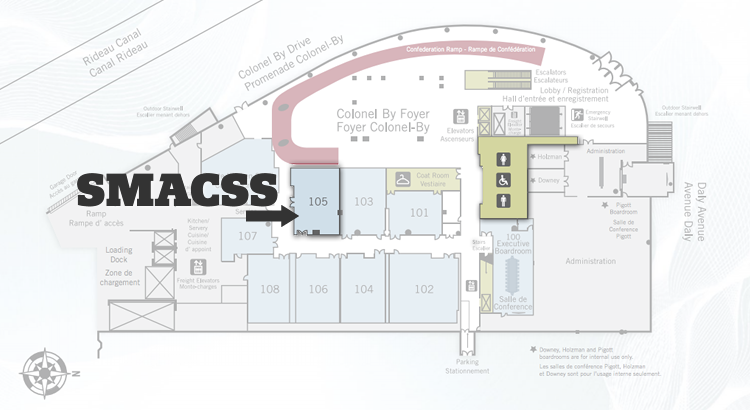 Rideau Canal
Canal Rideau
Colonel By Drive
Promenade Colonel-By
Confederation Ramp - Rampe de Confédération
Escalators
Escalateurs
Lobby / Registration
Hall d'entrée et enregistrement
Colonel By Foyer
Foyer Colonel-By
Elevators
Ascenseurs
Emergency
Stairwell
Escalier de secours
Outdoor Stairwell
Escalier menant dehors
Outdoor Stairwell
Escalier menant dehors
Holzman
Downey
Administration
Pigott
Boardroom
Salle de
Conférence
Pigott
Daly Avenue
Avenue Daly
Coat Room
Vestiaire
SMACSS
105
103
101
107
108
106
104
102
100
Executive
Boardroom
Salle de
Conférence
Administration
Garage Door
Ramp
Rampe d' accès
Loading
Dock
Zone de
chargement
Kitchen/
Servery
Cuisine/
Cuisine
d' appoint
Freight Elevators
Monte-charges
Stairs
Escalier
Parking
Stationnement
Downey, Holzman and Pigott
boardrooms are for internal use only.
Les salles de conférence Pigott, Holzman
et Downey sont pour l'usage interne seulement.
N